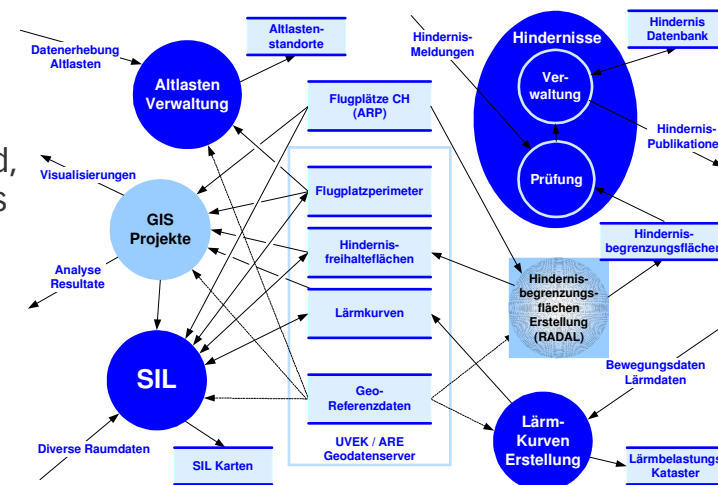 Datenerhebung
Altlasten
Altlasten-
standorte
Altlasten
Verwaltung
Hindernis-
Meldungen
Hindernisse
Ver-
waltung
Prüfung
Hindernis
Datenbank
Hindernis-
Publikatione
Flugplätze CH
(ARP)
d,
s
Visualisierungen
GIS
Projekte
Analyse
Resultate
Flugplatzperimeter
Hindernis-
freihalteflächen
Lärmkurven
Geo-
Referenzdaten
UVEK / ARE
Geodatenserver
Hindernis-
begrenzungsflächen
Hindernis-
begrenzungs-
flächen
Erstellung
(RADAL)
SIL
Diverse Raumdaten
SIL Karten
Bewegungsdaten
Lärmdaten
Lärm-
Kurven
Erstellung
Lärmbelastungs
Kataster